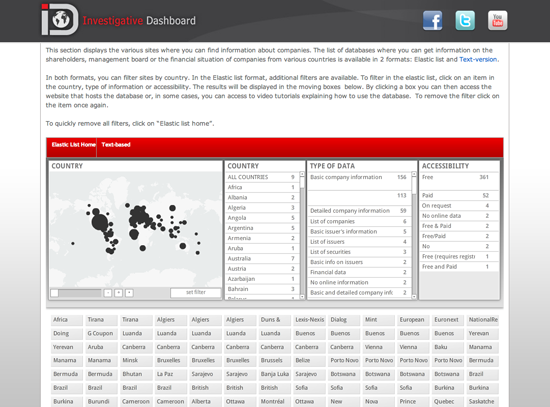 iD Investigative Dashboard
You Tube
This section displays the various sites where you can find information about companies. The list of databases where you can get information on the
shareholders, management board or the financial situation of companies from various countries is available in 2 formats: Elastic list and Text-version.
In both formats, you can filter sites by country. In the Elastic list format, additional filters are available. To filter in the elastic list, click on an item in
the country, type of information or accessibility. The results will be displayed in the moving boxes below. By clicking a box you can then access the
website that hosts the database or, in some cases, you can access to video tutorials explaining how to use the database. To remove the filter click on
the item once again.
To quickly remove all filters, click on "Elastic list home".
Elastic List Home Text-based
COUNTRY
set filter
COUNTRY
ALL COUNTRIES 9
Africa 1
Albania 2
Algeria 3
Angola 5
Argentina 5
Armenia 2
Aruba 1
Australia 7
Austria 2
Azarbaijan 1
Bahrain 3
TYPE OF DATA
Basic company information 156
113
Detailed company information 59
List of companies 6
Basic issuer's information 5
List of issuers 4
List of securities 3
Basic info on issuers 2
Financial data 2
No online information 2
Basic and detailed company info 2
ACCESSIBILITY
Free 361
Paid 52
On request 4
No online data 2
Free & Paid 2
Free/Paid 2
No 2
Free (requires registr 1
Free and Paid 1
Africa Tirana Tirana Algiers Algiers Algiers Duns & Lexis-Nexis Dialog Mint European Euronext NationalRe
Doing G Coupon Luanda Luanda Luanda Luanda Luanda Buenos Buenos Buenos Buenos Buenos Yerevan
Yerevan Aruba Canberra Canberra Canberra Canberra Canberra Canberra Canberra Vienna Vienna Baku Manama
Manama Manama Minsk Bruxelles Bruxelles Bruxelles Brussels Belize Porto Novo Porto Novo Porto Novo Porto Novo Bermuda
Bermuda Bermuda Bhutan La Paz Sarajevo Sarajevo Banja Luka Sarajevo Botswana Botswana Botswana Botswana Brazil
Brazil Brazil Brazil Brazil British British British Sofia Sofia Sofia Sofia Burkina Burkina
Burkina Burundi Cameroon Cameroon Alberta Ottawa Montréal Ottawa New Nova Prince Quebec Saskatche